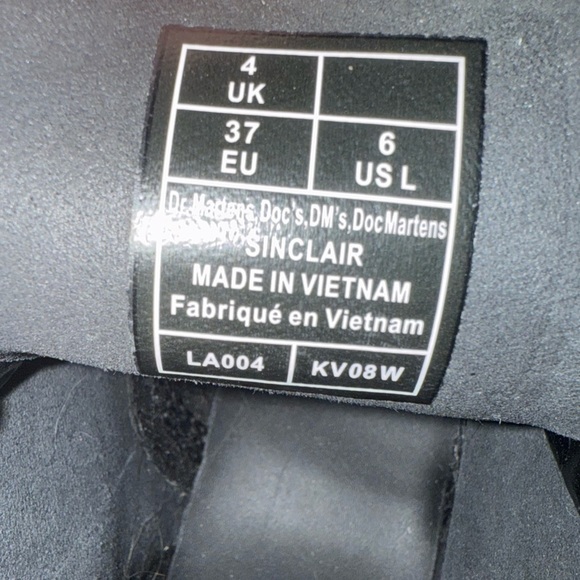 4
UK
37
EU
6
US L
Dr.Martens,Doc's,DM's,DocMartens
SINCLAIR
MADE IN VIETNAM
Fabriqué en Vietnam
LA004
KV08W